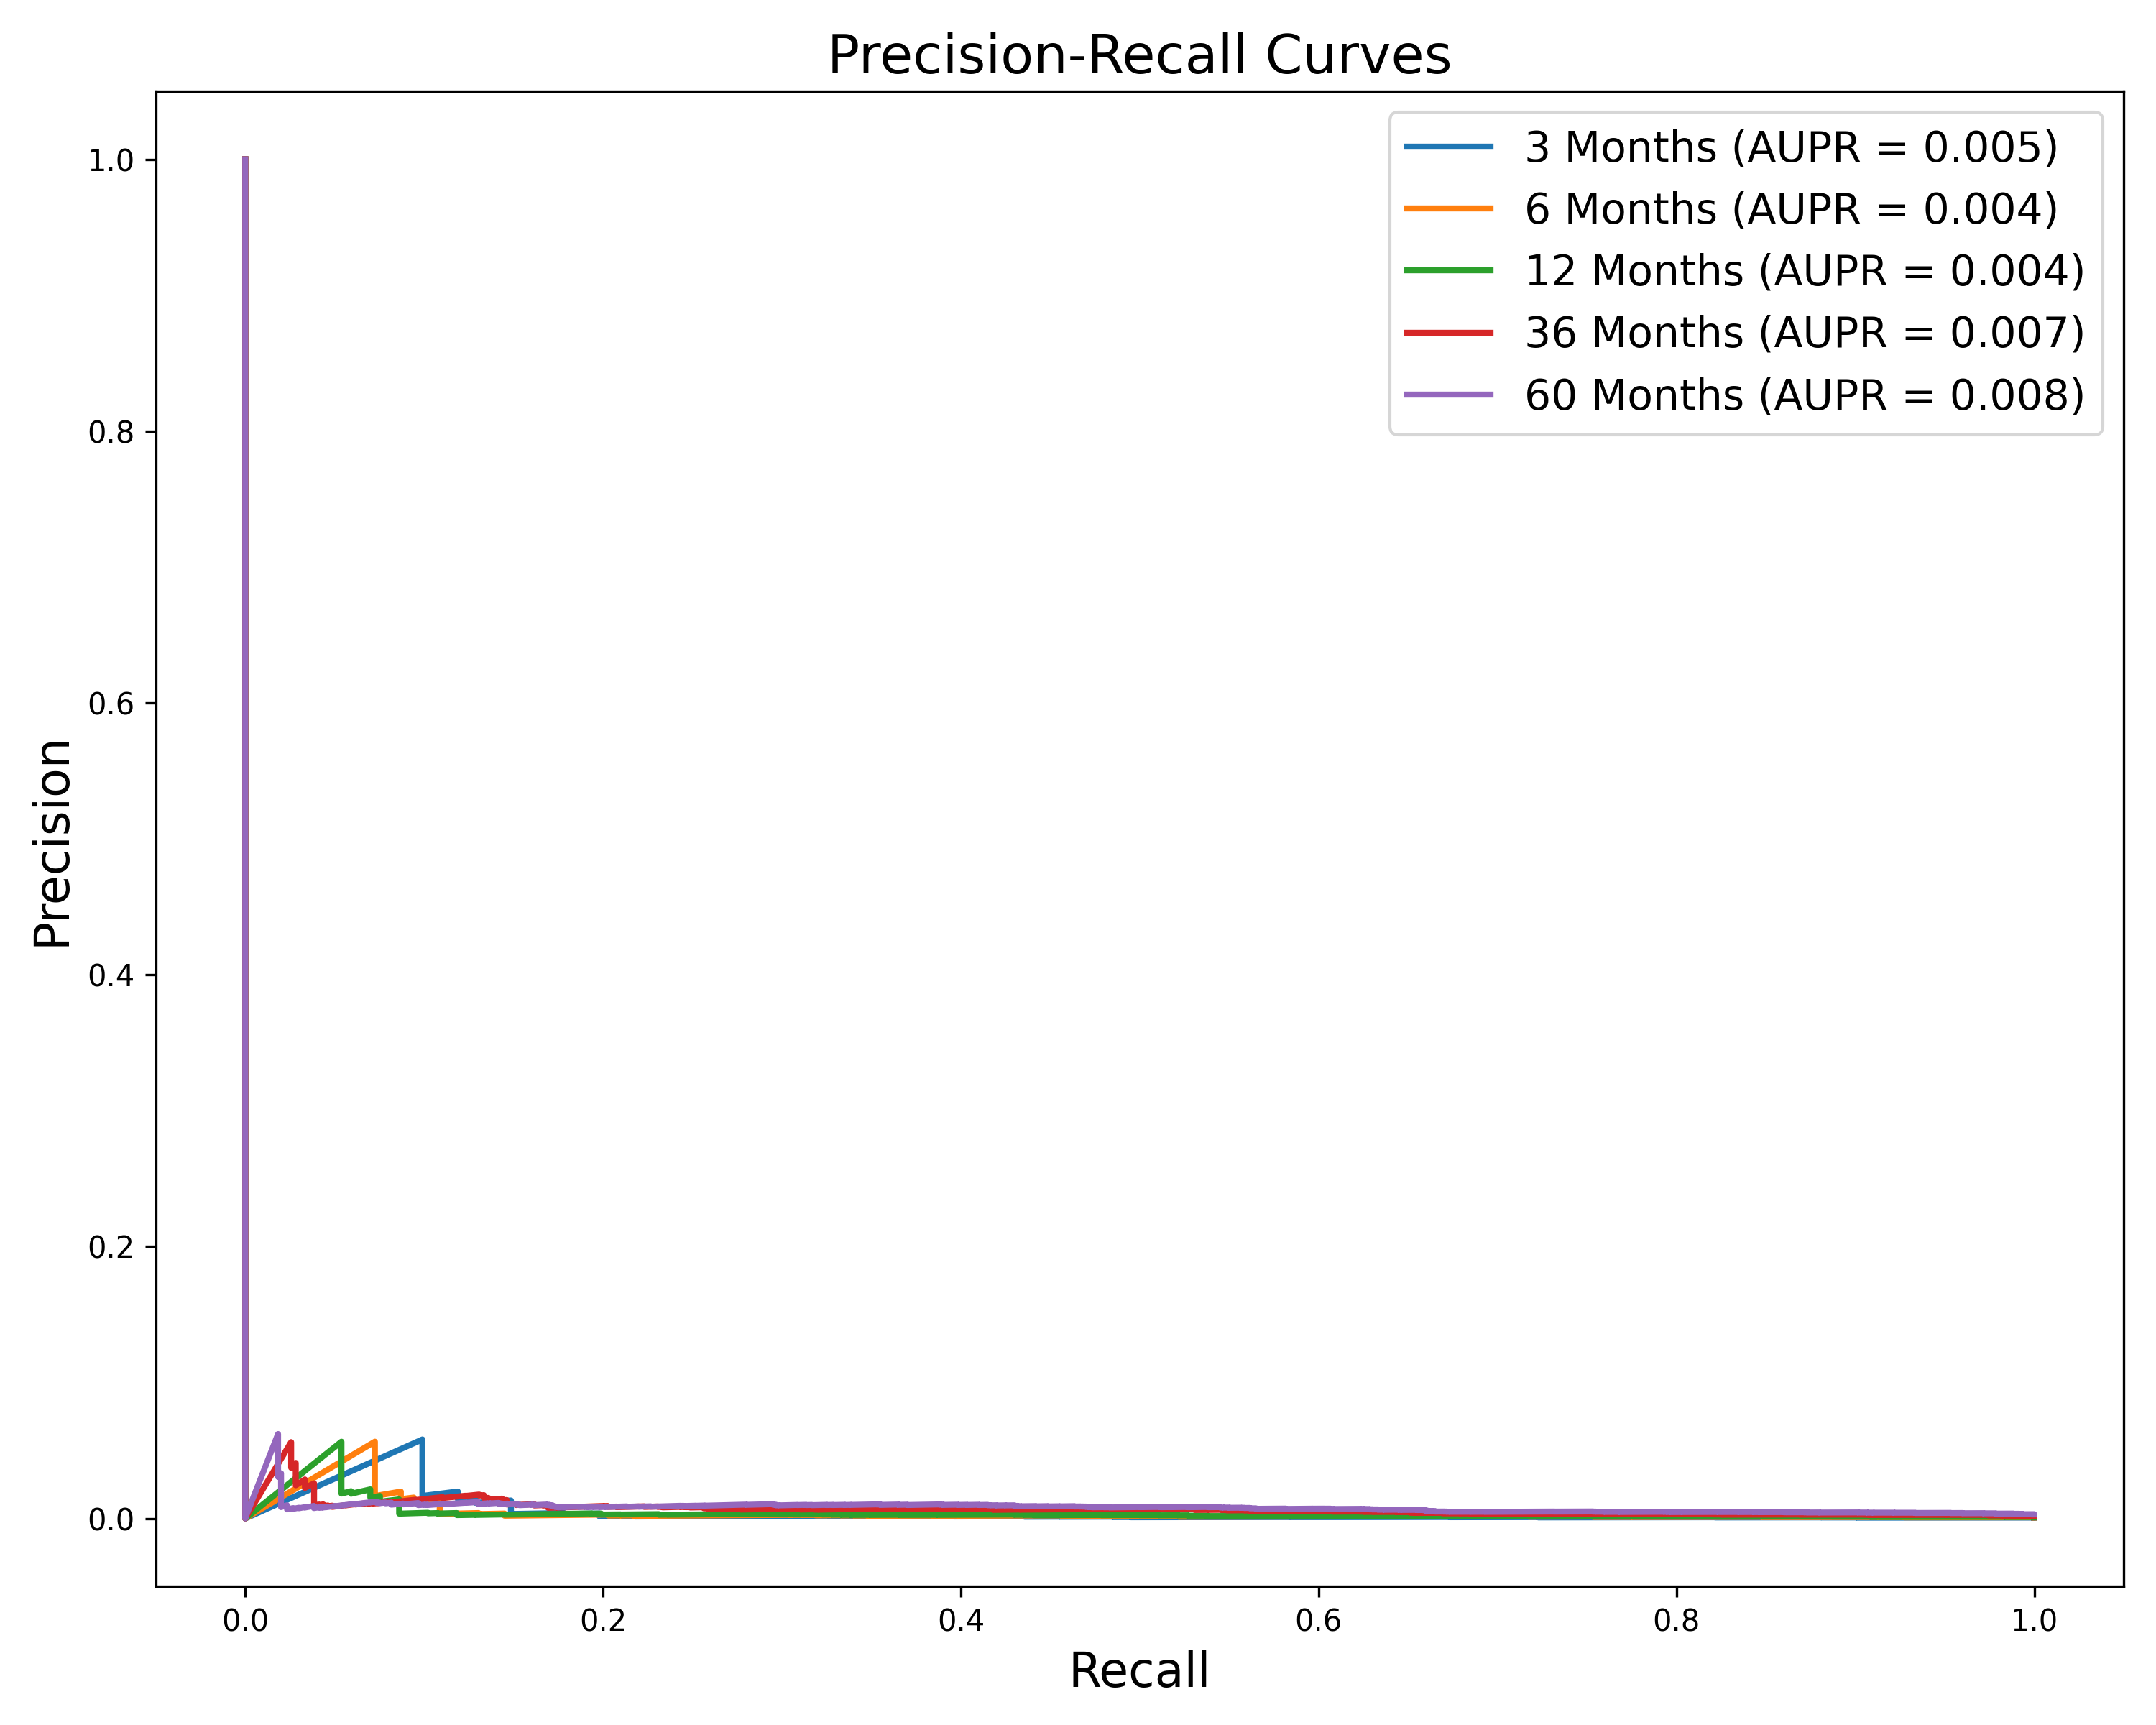 Precision-Recall Curves
3 Months (AUPR = 0.005)
6 Months (AUPR = 0.004)
12 Months (AUPR = 0.004)
36 Months (AUPR = 0.007)
60 Months (AUPR = 0.008)
Precision
1.0
0.8
0.6
0.4
0.2
0.0
0.0 0.2 0.4 0.6 0.8 1.0
Recall